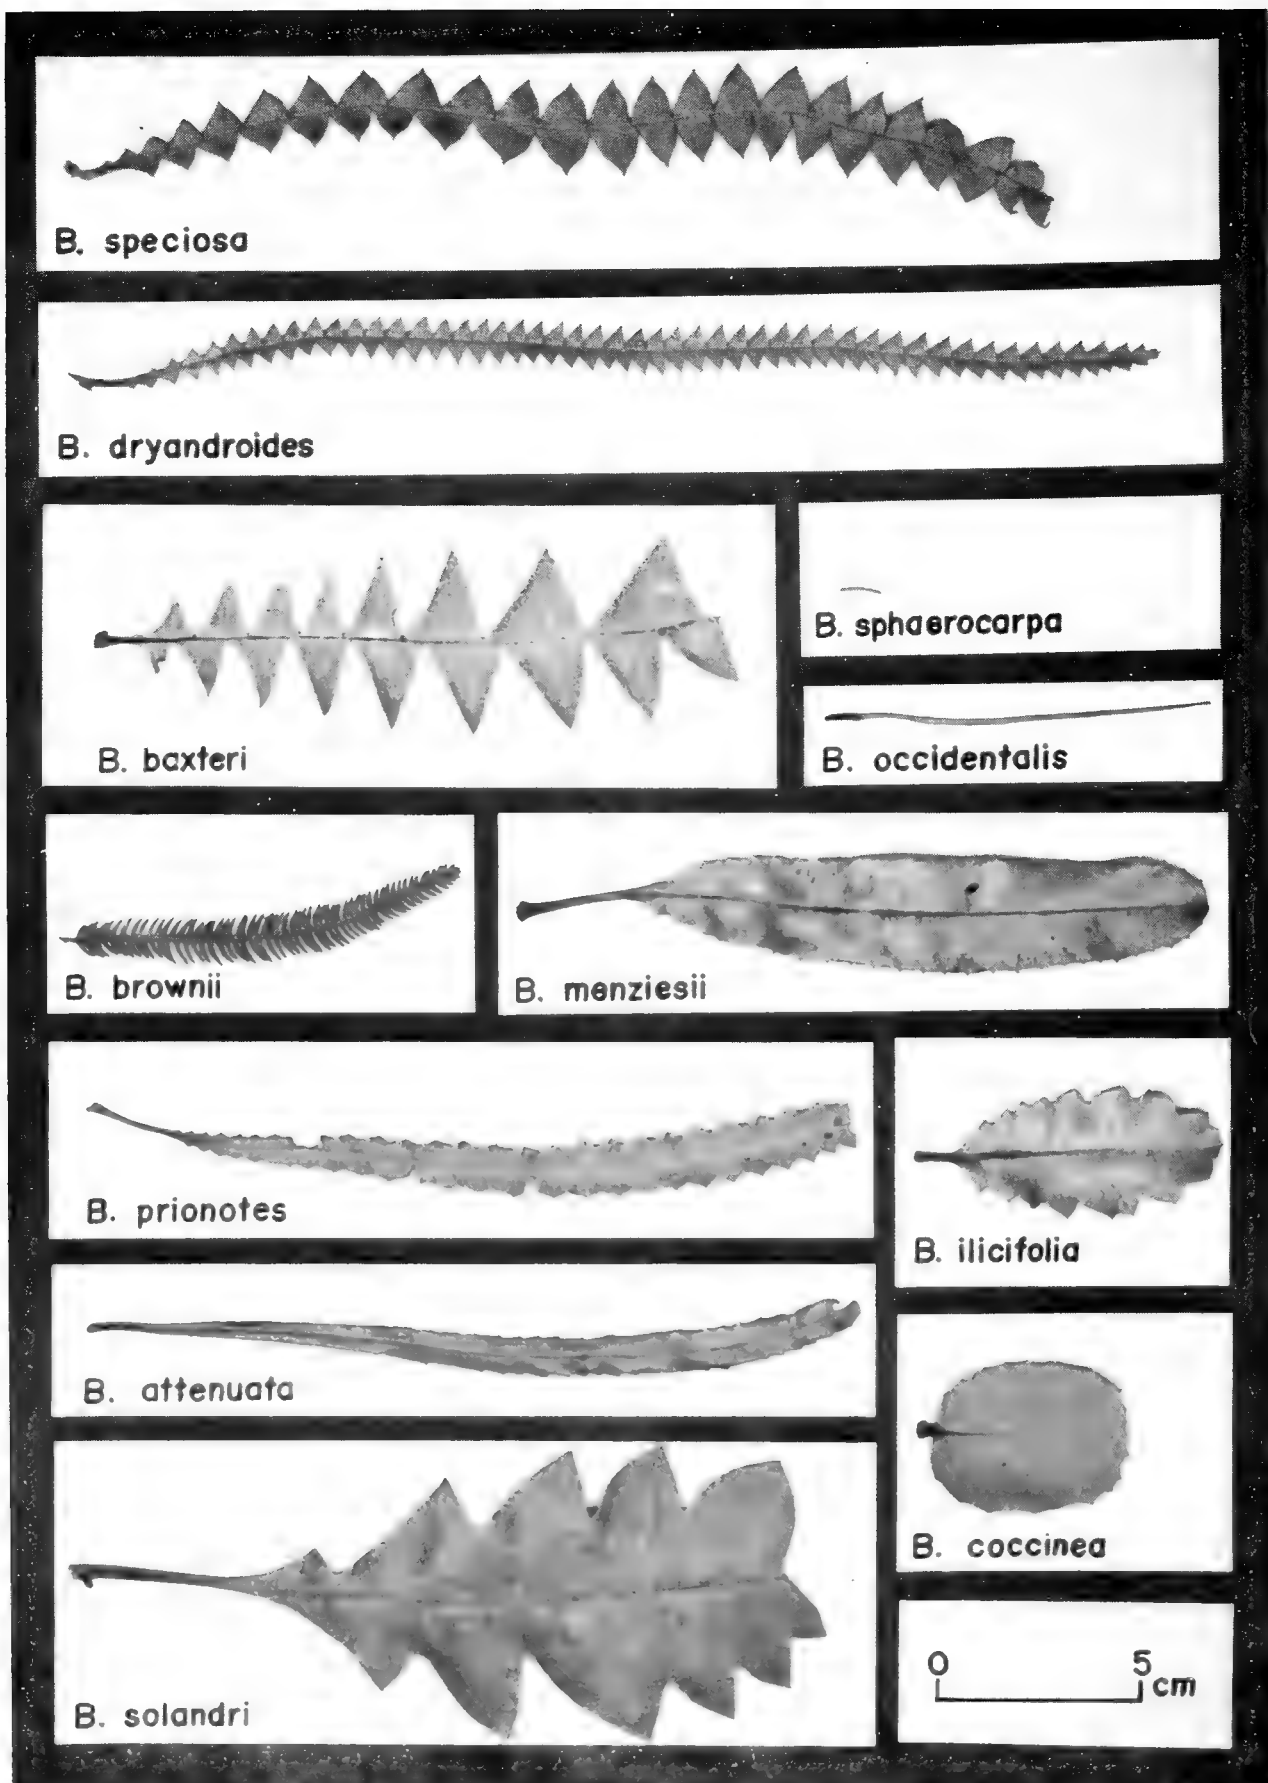 B. speciosa
B. dryandroides
B. baxteri
B. sphaerocarpa
B. occidentalis
B. brownii
B. menziesii
B. prionotes
B. ilicifolia
B. attenuata
B. coccinea
B. solandri
0 5 cm